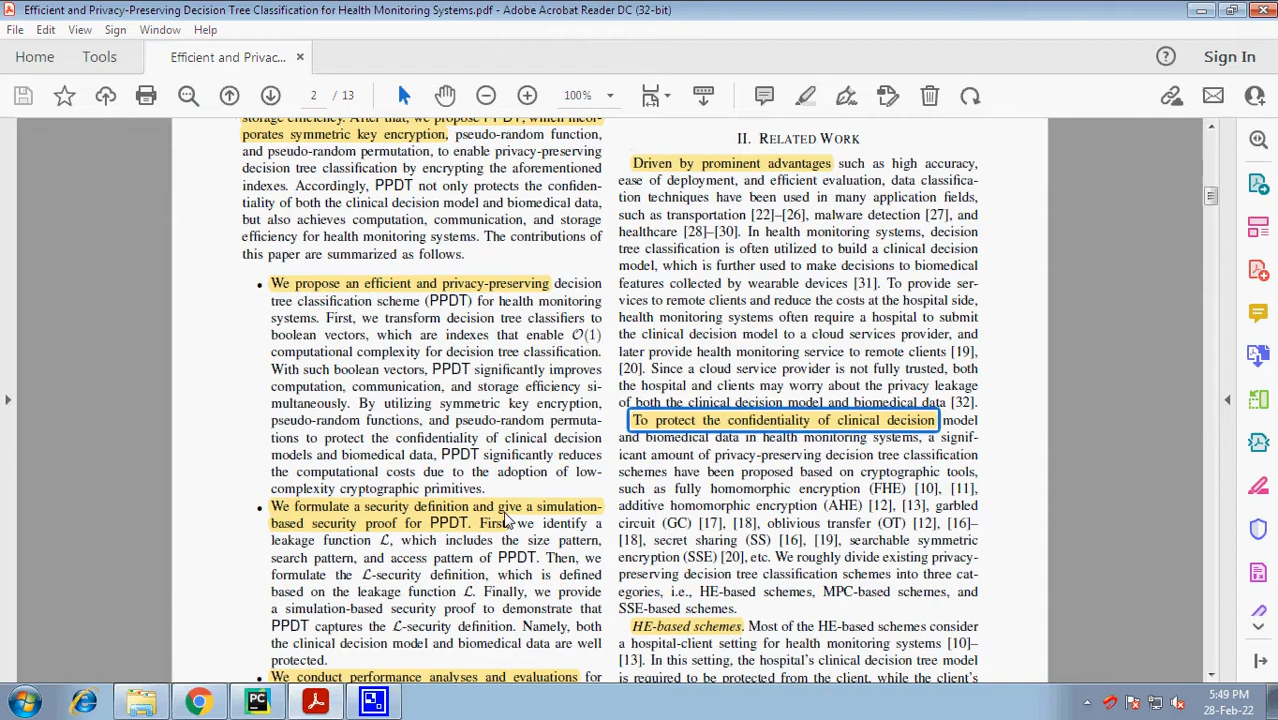 Efficient and Privacy-Preserving Decision Tree Classification for Health Monitoring Systems.pdf - Adobe Acrobat Reader DC (32-bit)
File Edit View Sign Window Help
Home Tools Efficient and Privac... ×
? Sign In
2 / 13 100%
storage efficiency. After that, we propose PPDT, which incor-
porates symmetric key encryption, pseudo-random function,
and pseudo-random permutation, to enable privacy-preserving
decision tree classification by encrypting the aforementioned
indexes. Accordingly, PPDT not only protects the confiden-
tiality of both the clinical decision model and biomedical data,
but also achieves computation, communication, and storage
efficiency for health monitoring systems. The contributions of
this paper are summarized as follows.
• We propose an efficient and privacy-preserving decision
tree classification scheme (PPDT) for health monitoring
systems. First, we transform decision tree classifiers to
boolean vectors, which are indexes that enable 𝒪(1)
computational complexity for decision tree classification.
With such boolean vectors, PPDT significantly improves
computation, communication, and storage efficiency si-
multaneously. By utilizing symmetric key encryption,
pseudo-random functions, and pseudo-random permuta-
tions to protect the confidentiality of clinical decision
models and biomedical data, PPDT significantly reduces
the computational costs due to the adoption of low-
complexity cryptographic primitives.
• We formulate a security definition and give a simulation-
based security proof for PPDT. First, we identify a
leakage function ℒ, which includes the size pattern,
search pattern, and access pattern of PPDT. Then, we
formulate the ℒ-security definition, which is defined
based on the leakage function ℒ. Finally, we provide
a simulation-based security proof to demonstrate that
PPDT captures the ℒ-security definition. Namely, both
the clinical decision model and biomedical data are well
protected.
• We conduct performance analyses and evaluations for
II. RELATED WORK
Driven by prominent advantages such as high accuracy,
ease of deployment, and efficient evaluation, data classifica-
tion techniques have been used in many application fields,
such as transportation [22]–[26], malware detection [27], and
healthcare [28]–[30]. In health monitoring systems, decision
tree classification is often utilized to build a clinical decision
model, which is further used to make decisions to biomedical
features collected by wearable devices [31]. To provide ser-
vices to remote clients and reduce the costs at the hospital side,
health monitoring systems often require a hospital to submit
the clinical decision model to a cloud services provider, and
later provide health monitoring service to remote clients [19],
[20]. Since a cloud service provider is not fully trusted, both
the hospital and clients may worry about the privacy leakage
of both the clinical decision model and biomedical data [32].
To protect the confidentiality of clinical decision model
and biomedical data in health monitoring systems, a signif-
icant amount of privacy-preserving decision tree classification
schemes have been proposed based on cryptographic tools,
such as fully homomorphic encryption (FHE) [10], [11],
additive homomorphic encryption (AHE) [12], [13], garbled
circuit (GC) [17], [18], oblivious transfer (OT) [12], [16]–
[18], secret sharing (SS) [16], [19], searchable symmetric
encryption (SSE) [20], etc. We roughly divide existing privacy-
preserving decision tree classification schemes into three cat-
egories, i.e., HE-based schemes, MPC-based schemes, and
SSE-based schemes.
HE-based schemes. Most of the HE-based schemes consider
a hospital-client setting for health monitoring systems [10]–
[13]. In this setting, the hospital's clinical decision tree model
is required to be protected from the client, while the client's
PC
5:49 PM
28-Feb-22